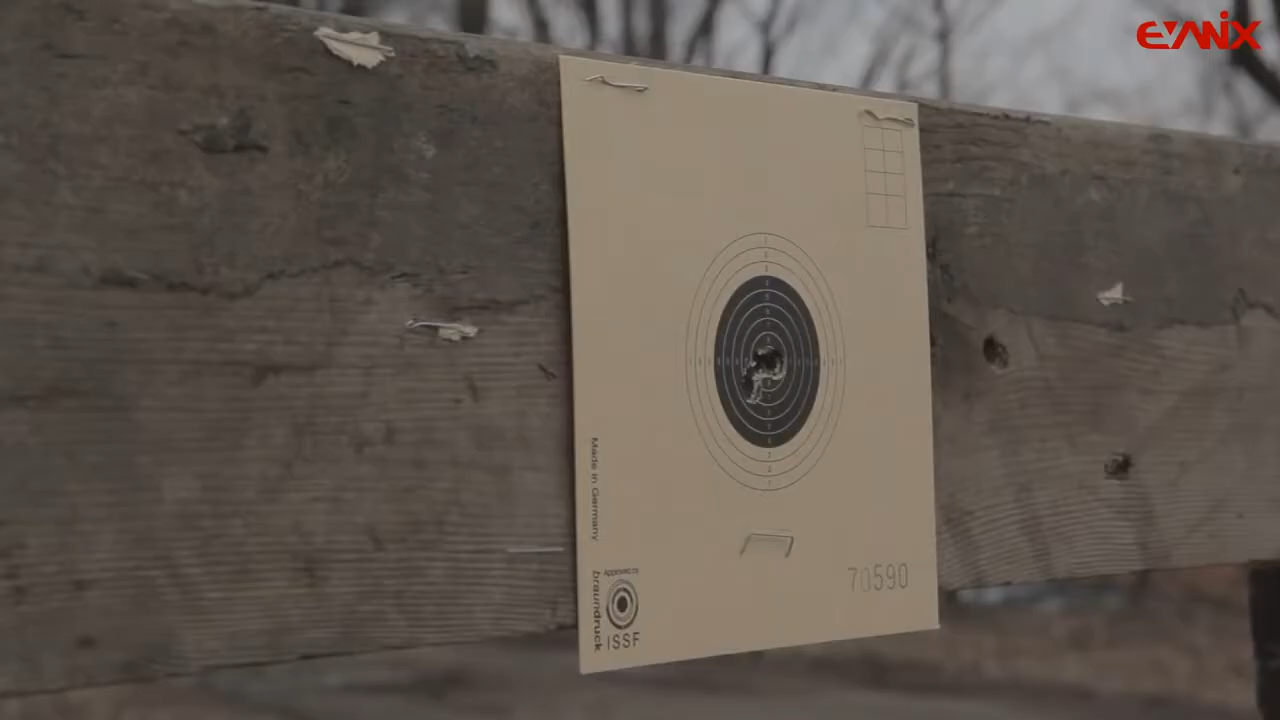 EVANIX
Made in Germany
braundruck
Approved by
ISSF
70590